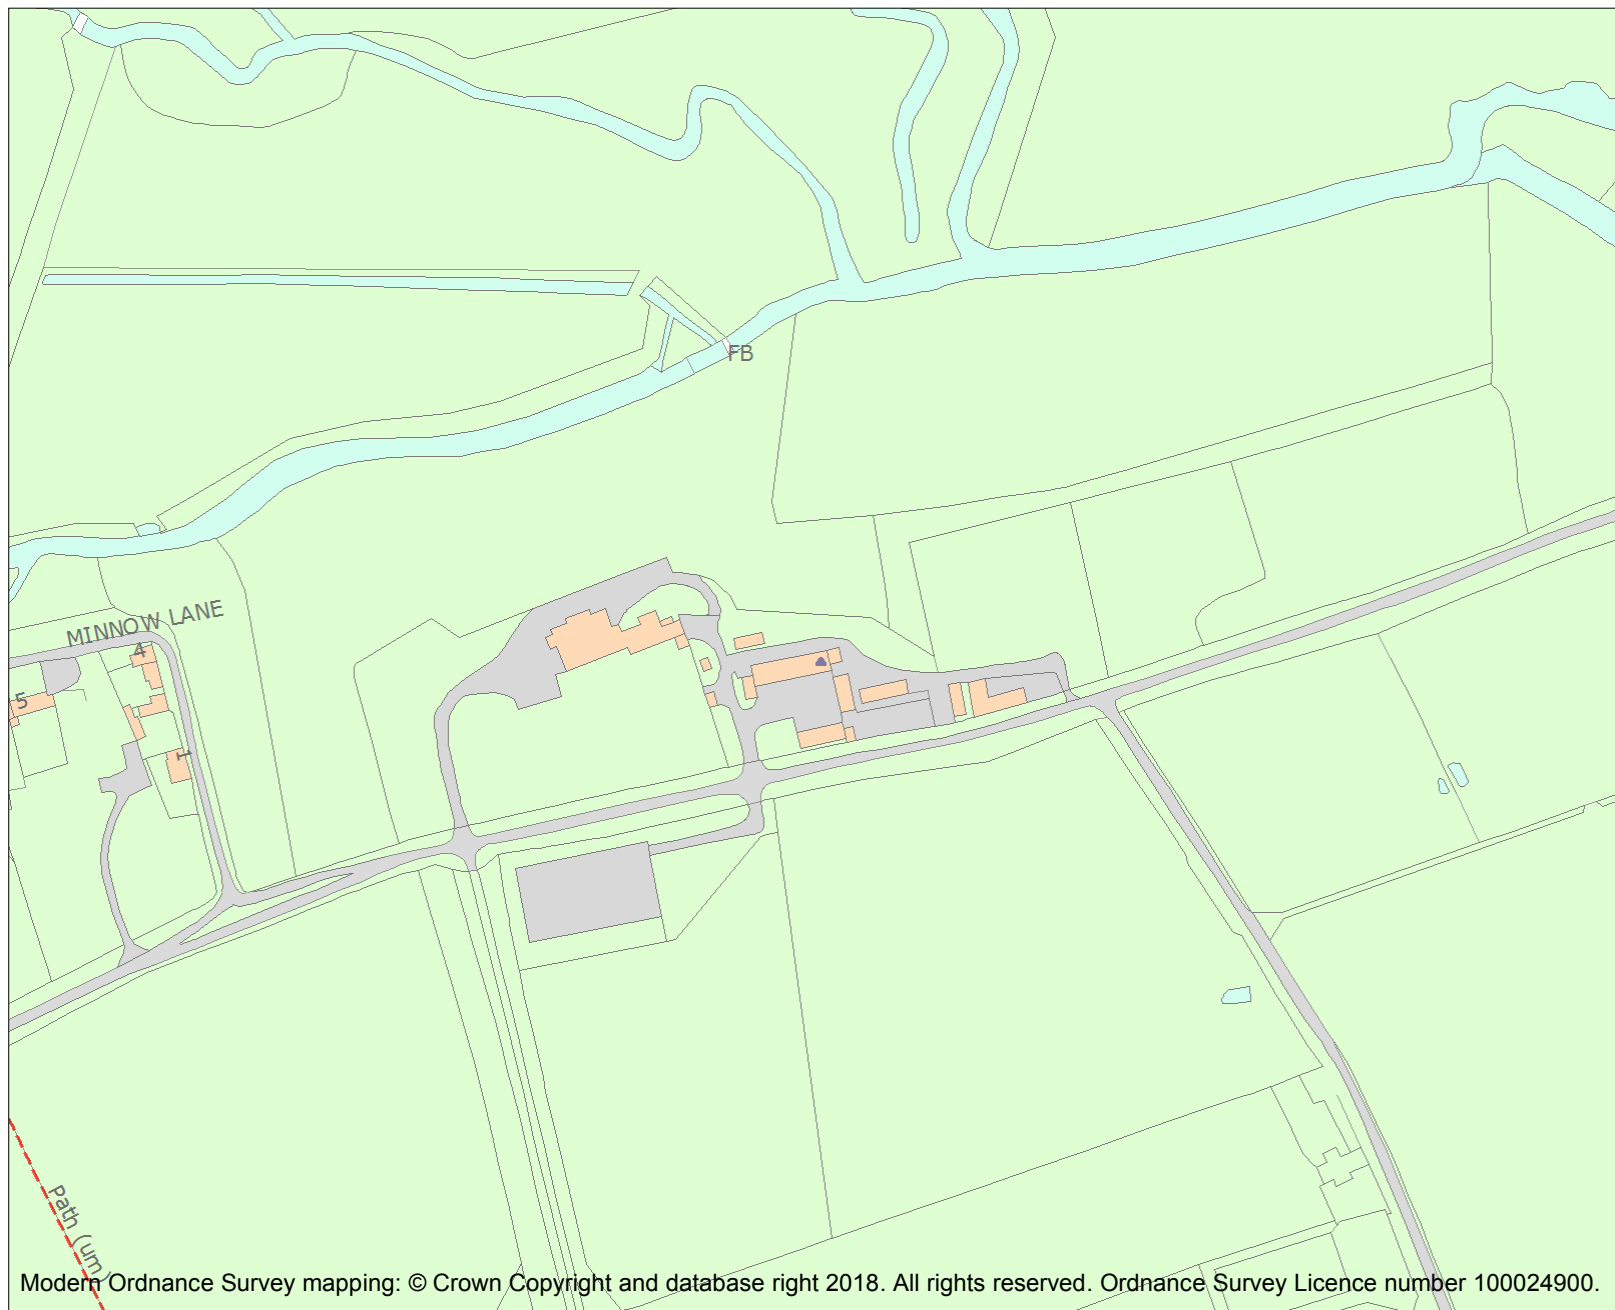 FB
MINNOW LANE
4
5
1
Path (um)
Modern Ordnance Survey mapping: © Crown Copyright and database right 2018. All rights reserved. Ordnance Survey Licence number 100024900.